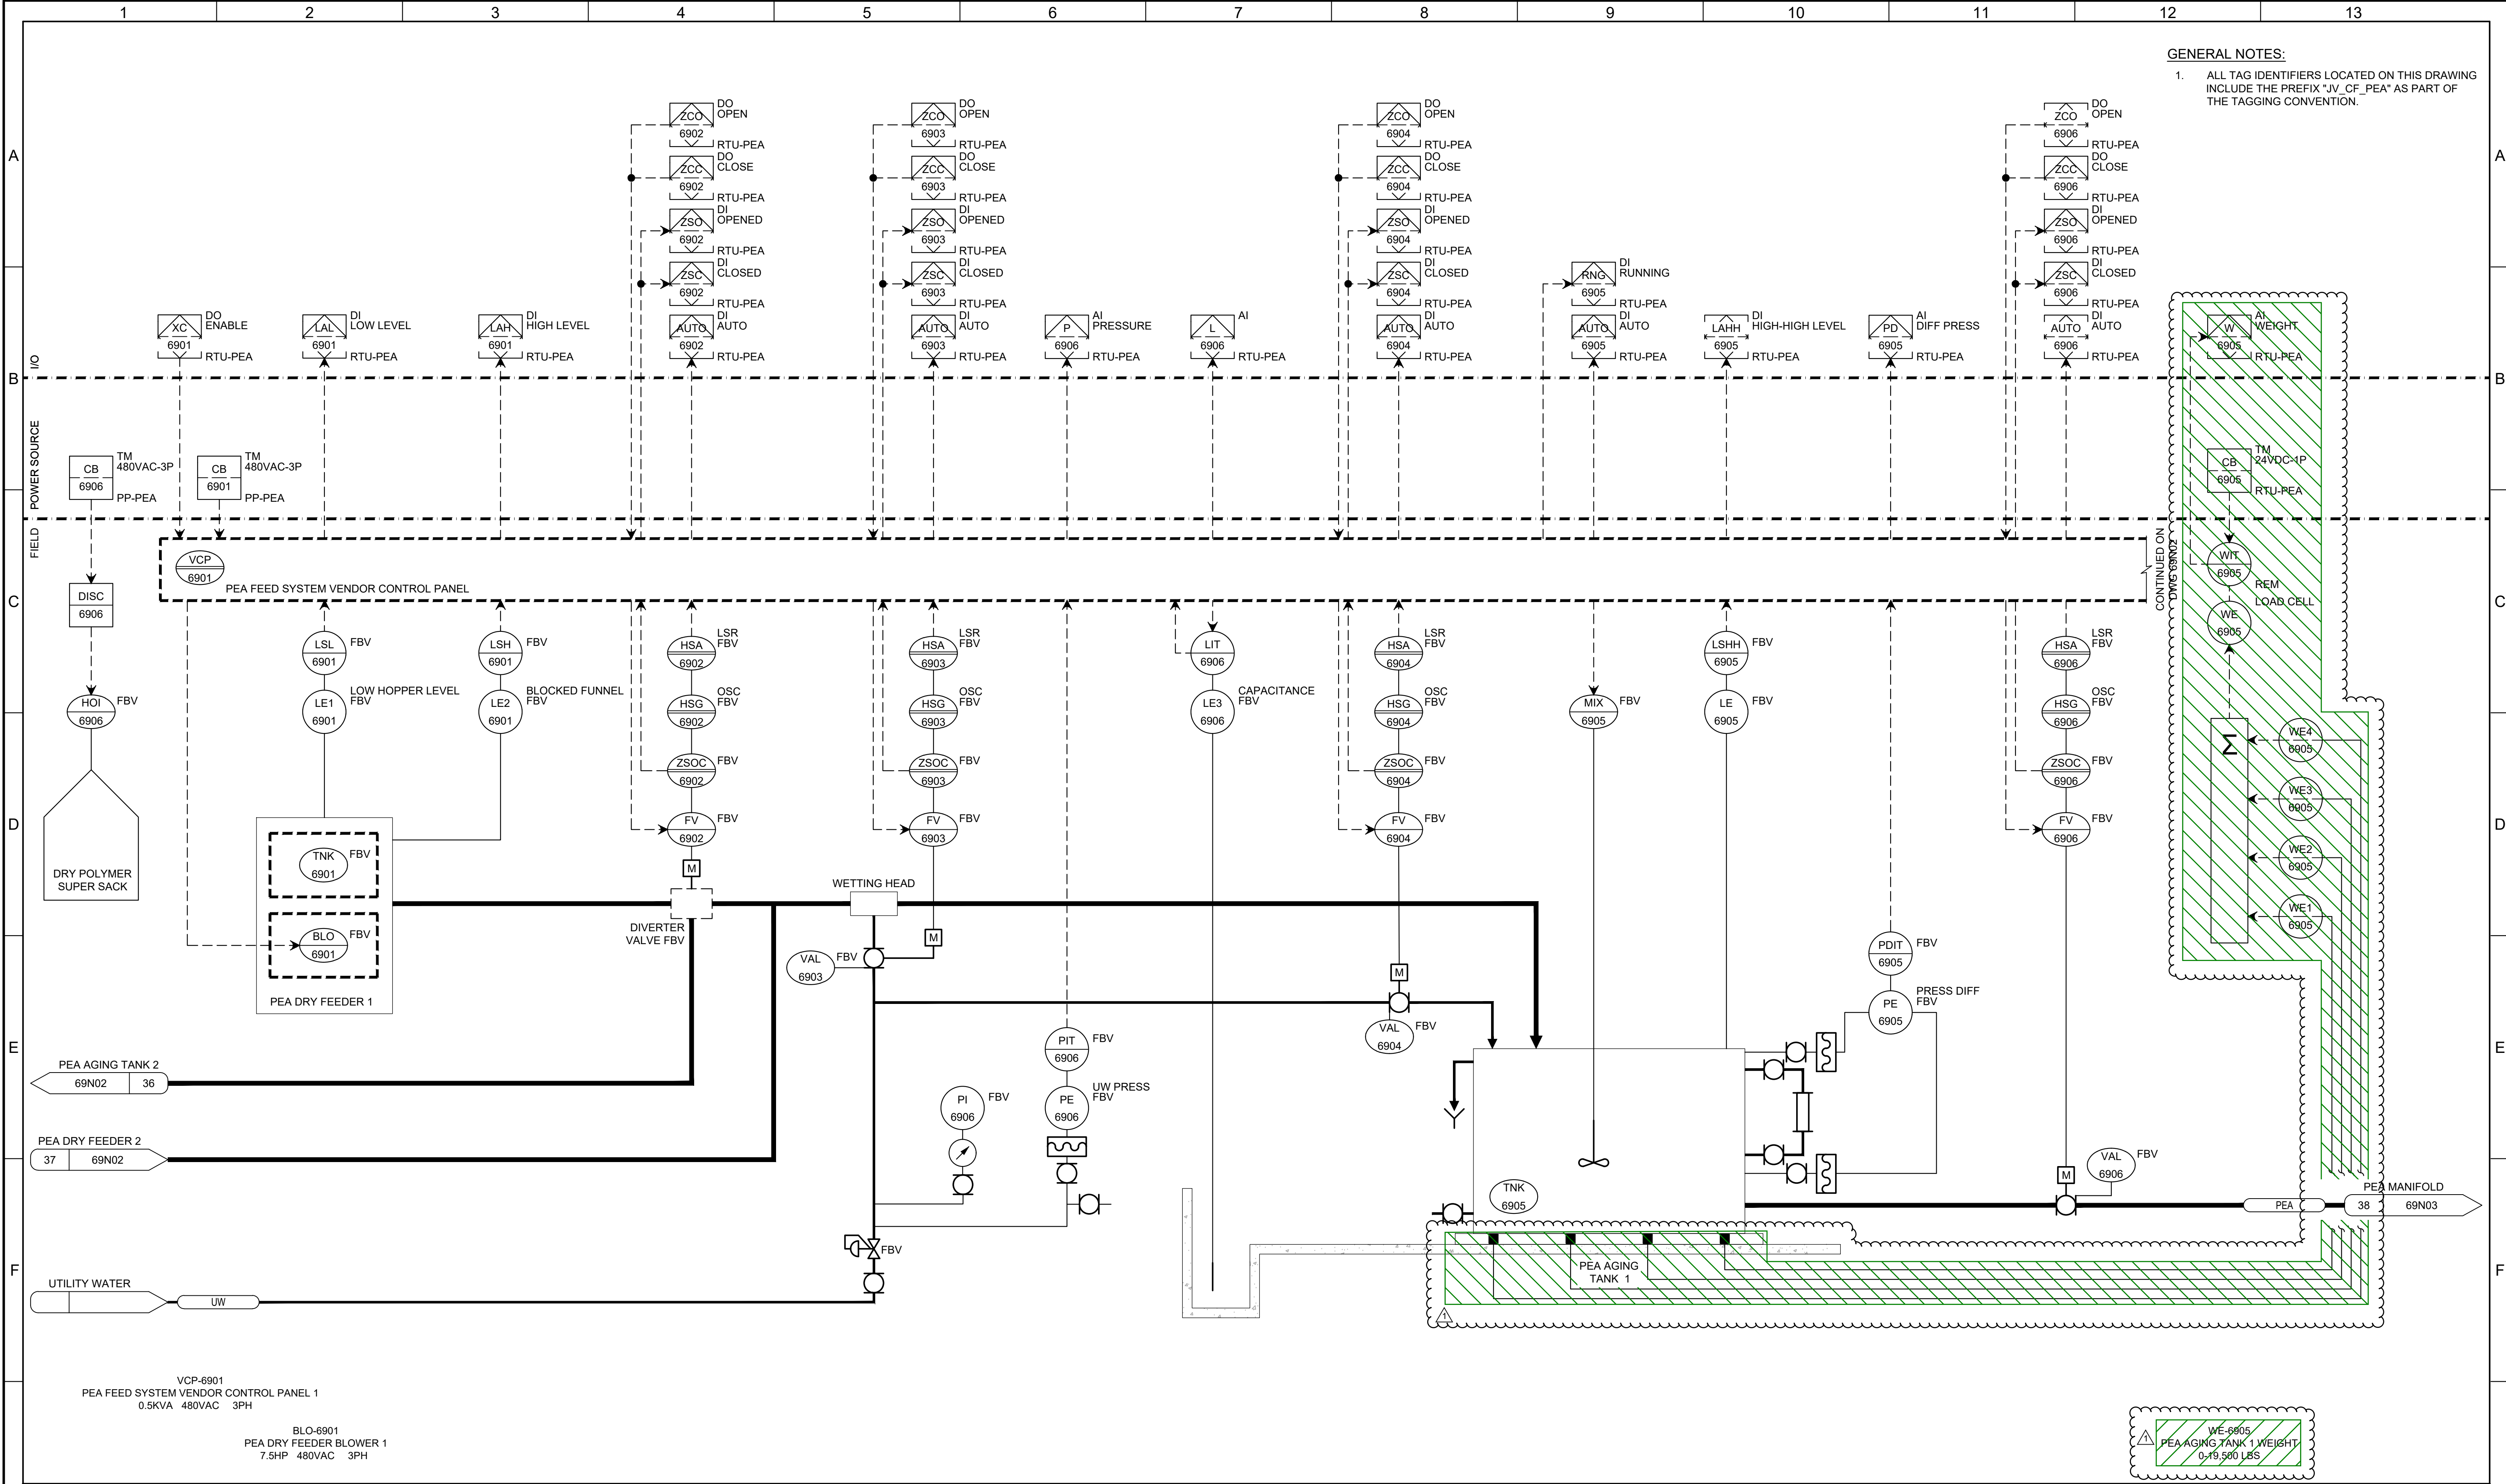 1 2 3 4 5 6 7 8 9 10 11 12 13
GENERAL NOTES:
1. ALL TAG IDENTIFIERS LOCATED ON THIS DRAWING
INCLUDE THE PREFIX "JV_CF_PEA" AS PART OF
THE TAGGING CONVENTION.
A
A
ZCO
6902
DO
OPEN
RTU-PEA
ZCC
6902
DO
CLOSE
RTU-PEA
ZSO
6902
DI
OPENED
RTU-PEA
ZSC
6902
DI
CLOSED
RTU-PEA
AUTO
6902
DI
AUTO
RTU-PEA
ZCO
6903
DO
OPEN
RTU-PEA
ZCC
6903
DO
CLOSE
RTU-PEA
ZSO
6903
DI
OPENED
RTU-PEA
ZSC
6903
DI
CLOSED
RTU-PEA
AUTO
6903
DI
AUTO
RTU-PEA
ZCO
6904
DO
OPEN
RTU-PEA
ZCC
6904
DO
CLOSE
RTU-PEA
ZSO
6904
DI
OPENED
RTU-PEA
ZSC
6904
DI
CLOSED
RTU-PEA
AUTO
6904
DI
AUTO
RTU-PEA
ZCO
6906
DO
OPEN
RTU-PEA
ZCC
6906
DO
CLOSE
RTU-PEA
ZSO
6906
DI
OPENED
RTU-PEA
ZSC
6906
DI
CLOSED
RTU-PEA
AUTO
6906
DI
AUTO
RTU-PEA
XC
6901
DO
ENABLE
RTU-PEA
LAL
6901
DI
LOW LEVEL
RTU-PEA
LAH
6901
DI
HIGH LEVEL
RTU-PEA
P
6906
AI
PRESSURE
RTU-PEA
L
6906
AI
RTU-PEA
RNG
6905
DI
RUNNING
RTU-PEA
AUTO
6905
DI
AUTO
RTU-PEA
LAHH
6905
DI
HIGH-HIGH LEVEL
RTU-PEA
PD
6905
AI
DIFF PRESS
RTU-PEA
W
6905
AI
WEIGHT
RTU-PEA
I/O
B
B
POWER SOURCE
CB
6906
TM
480VAC-3P
PP-PEA
CB
6901
TM
480VAC-3P
PP-PEA
CB
6905
TM
24VDC-1P
RTU-PEA
FIELD
VCP
6901
PEA FEED SYSTEM VENDOR CONTROL PANEL
CONTINUED ON
DWG 69N02
C
C
DISC
6906
WIT
6905
REM
LOAD CELL
WE
6905
LSL
6901
FBV
LSH
6901
FBV
HSA
6902
LSR
FBV
HSA
6903
LSR
FBV
LIT
6906
HSA
6904
LSR
FBV
LSHH
6905
FBV
HSA
6906
LSR
FBV
HOI
6906
FBV
LE1
6901
LOW HOPPER LEVEL
FBV
LE2
6901
BLOCKED FUNNEL
FBV
HSG
6902
OSC
FBV
HSG
6903
OSC
FBV
LE3
6906
CAPACITANCE
FBV
HSG
6904
OSC
FBV
MIX
6905
FBV
LE
6905
FBV
HSG
6906
OSC
FBV
Σ
WE4
6905
WE3
6905
WE2
6905
WE1
6905
ZSOC
6902
FBV
ZSOC
6903
FBV
ZSOC
6904
FBV
ZSOC
6906
FBV
D
D
FV
6902
FBV
FV
6903
FBV
FV
6904
FBV
FV
6906
FBV
DRY POLYMER
SUPER SACK
TNK
6901
FBV
BLO
6901
FBV
PEA DRY FEEDER 1
M
DIVERTER
VALVE FBV
WETTING HEAD
M
VAL
6903
FBV
M
VAL
6904
FBV
PDIT
6905
FBV
PE
6905
PRESS DIFF
FBV
E
E
PEA AGING TANK 2
69N02 36
PIT
6906
FBV
PI
6906
FBV
PE
6906
UW PRESS
FBV
PEA DRY FEEDER 2
37 69N02
TNK
6905
M
VAL
6906
FBV
PEA
PEA MANIFOLD
38 69N03
F
F
FBV
UTILITY WATER
UW
PEA AGING
TANK 1
1
VCP-6901
PEA FEED SYSTEM VENDOR CONTROL PANEL 1
0.5KVA 480VAC 3PH
BLO-6901
PEA DRY FEEDER BLOWER 1
7.5HP 480VAC 3PH
1
WE-6905
PEA AGING TANK 1 WEIGHT
0-19,500 LBS